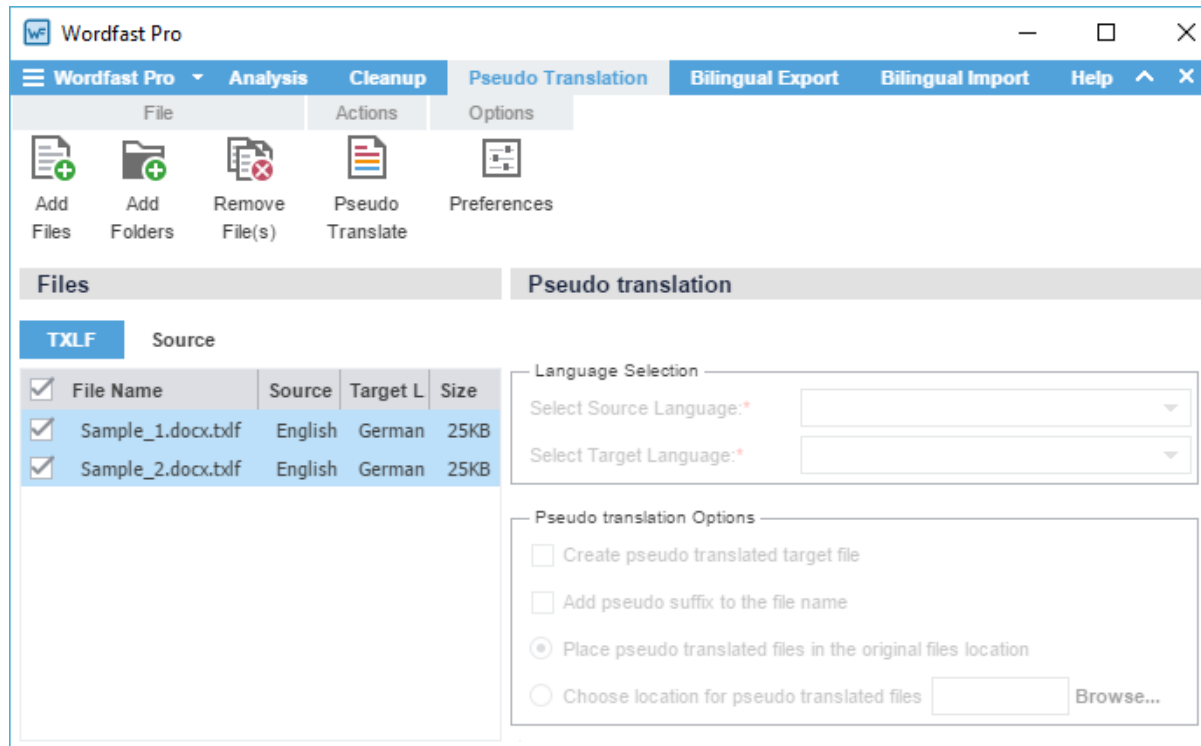 WF Wordfast Pro
Wordfast Pro Analysis Cleanup Pseudo Translation Bilingual Export Bilingual Import Help
File Actions Options
Add Files
Add Folders
Remove File(s)
Pseudo Translate
Preferences
Files
Pseudo translation
TXLF Source
File Name Source Target L Size
Sample_1.docx.txlf English German 25KB
Sample_2.docx.txlf English German 25KB
Language Selection
Select Source Language:*
Select Target Language:*
Pseudo translation Options
Create pseudo translated target file
Add pseudo suffix to the file name
Place pseudo translated files in the original files location
Choose location for pseudo translated files Browse...